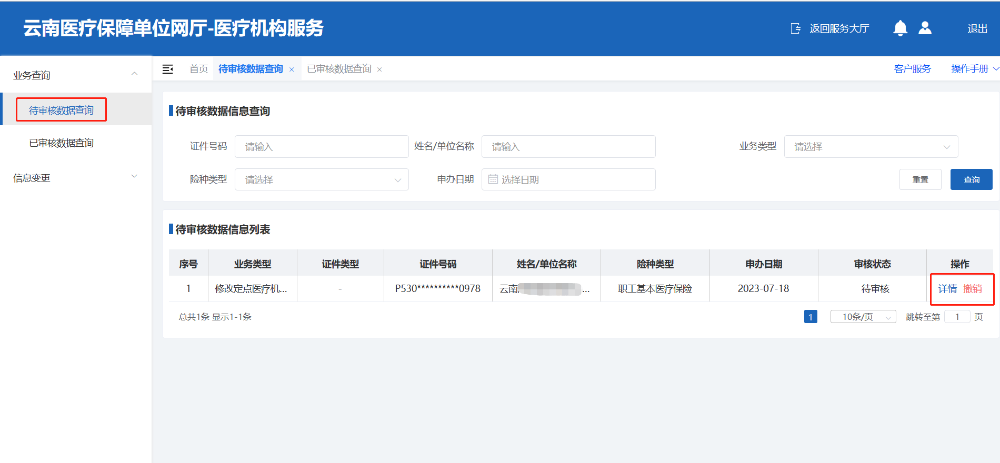 云南医疗保障单位网厅-医疗机构服务
返回服务大厅
退出
业务查询
待审核数据查询
已审核数据查询
信息变更
首页 待审核数据查询 × 已审核数据查询 ×
客户服务 操作手册
待审核数据信息查询
证件号码 请输入 姓名/单位名称 请输入 业务类型 请选择
险种类型 请选择 申办日期 选择日期 重置 查询
待审核数据信息列表
序号 业务类型 证件类型 证件号码 姓名/单位名称 险种类型 申办日期 审核状态 操作
1 修改定点医疗机... - P530**********0978 云南 ... 职工基本医疗保险 2023-07-18 待审核 详情 撤销
总共1条 显示1-1条 1 10条/页 跳转至第 1 页